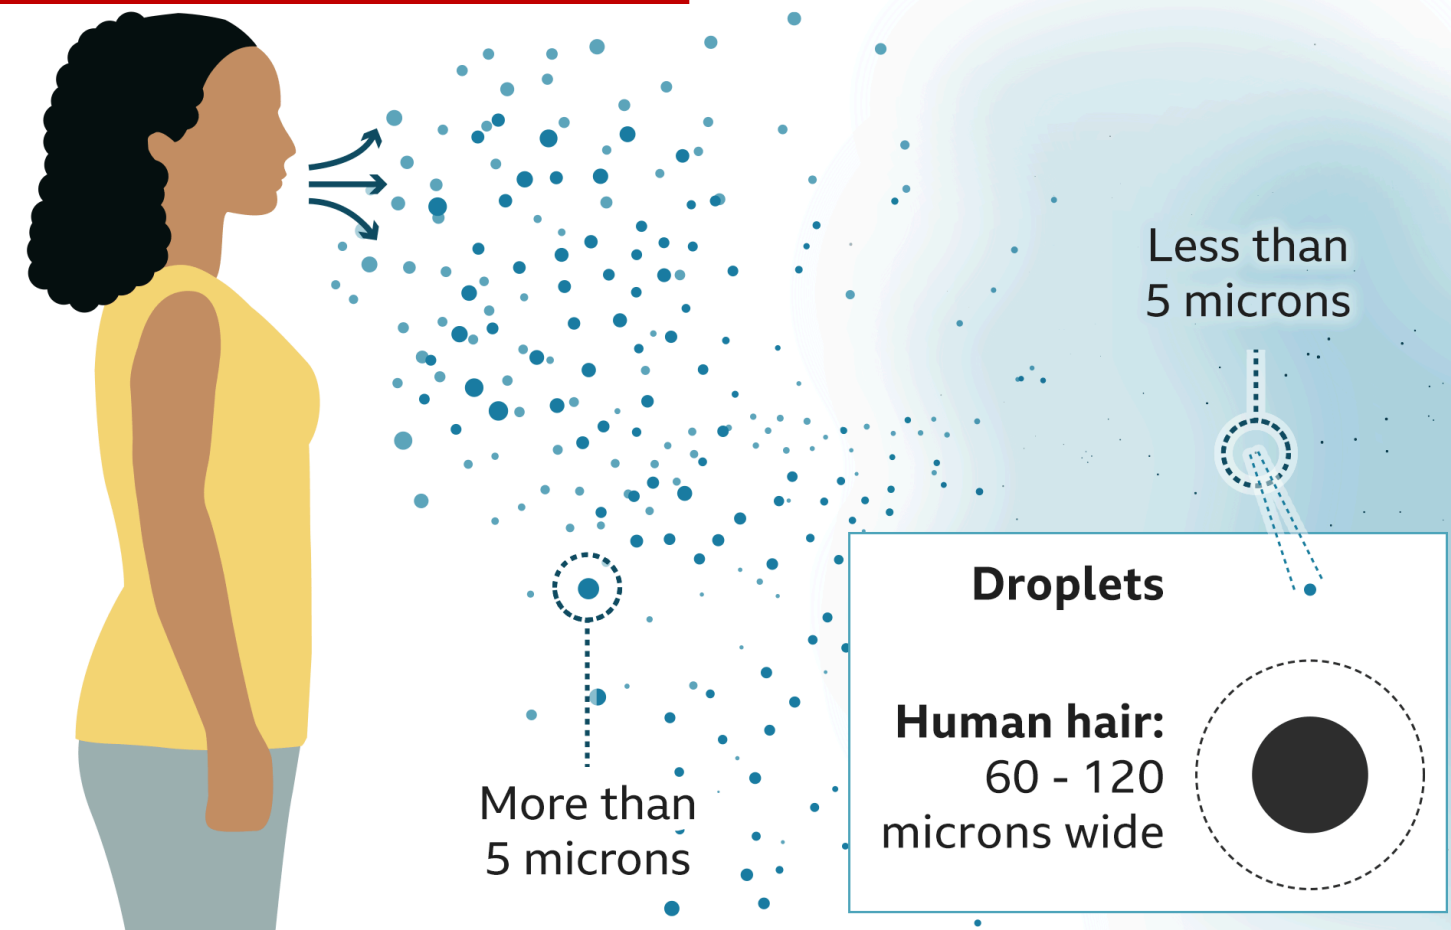 Less than
5 microns
More than
5 microns
Droplets
Human hair:
60 - 120
microns wide